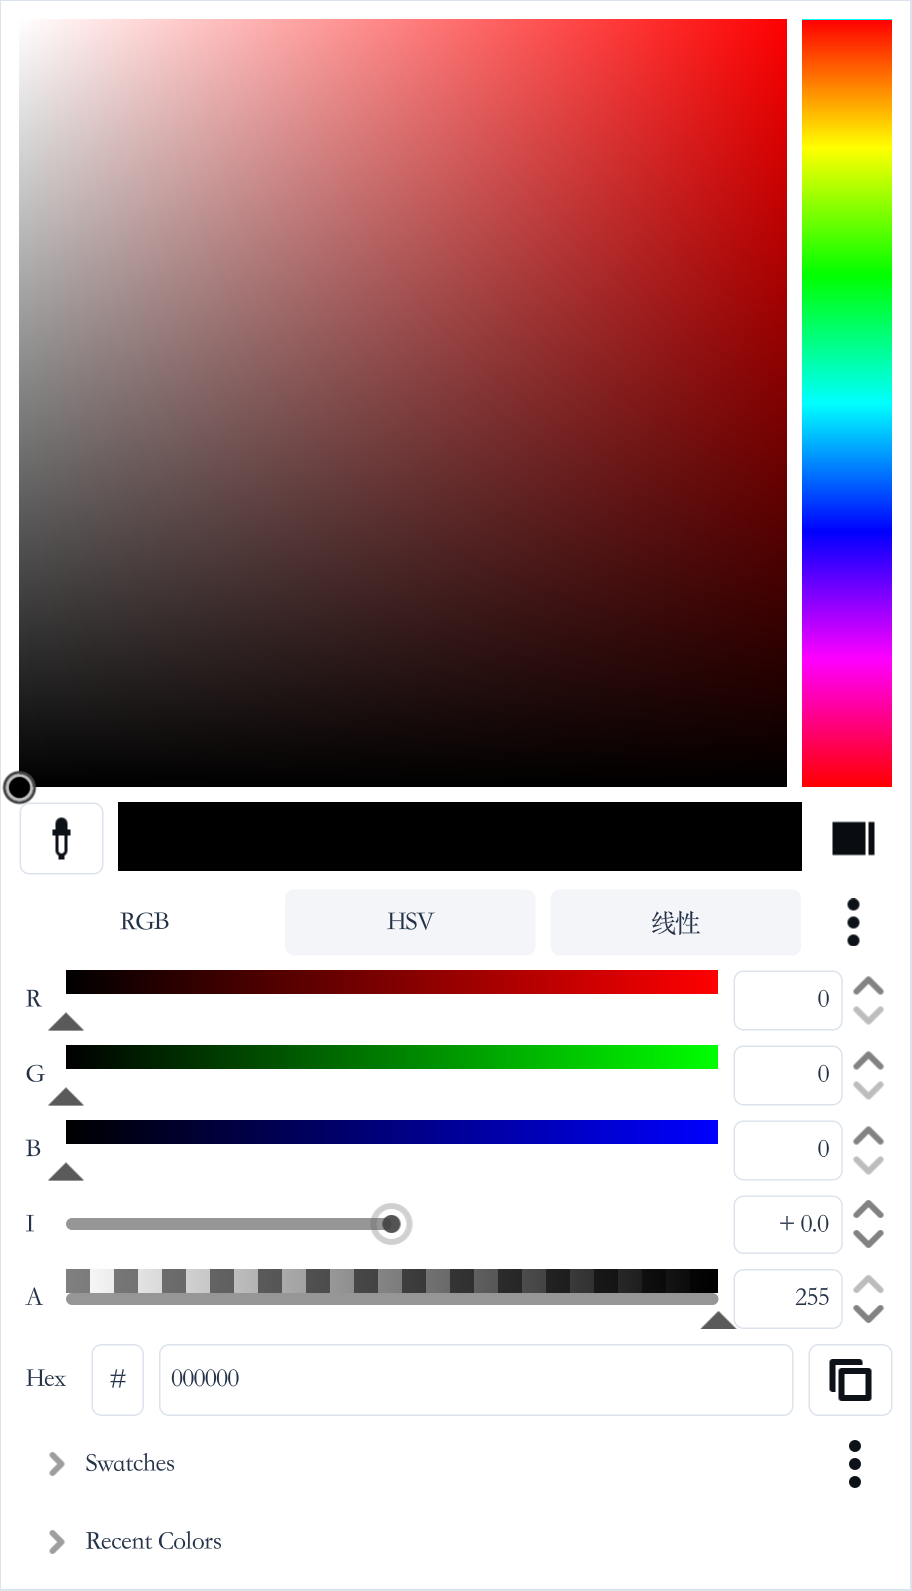 RGB HSV 线性
R 0
G 0
B 0
I + 0.0
A 255
Hex # 000000
Swatches
Recent Colors